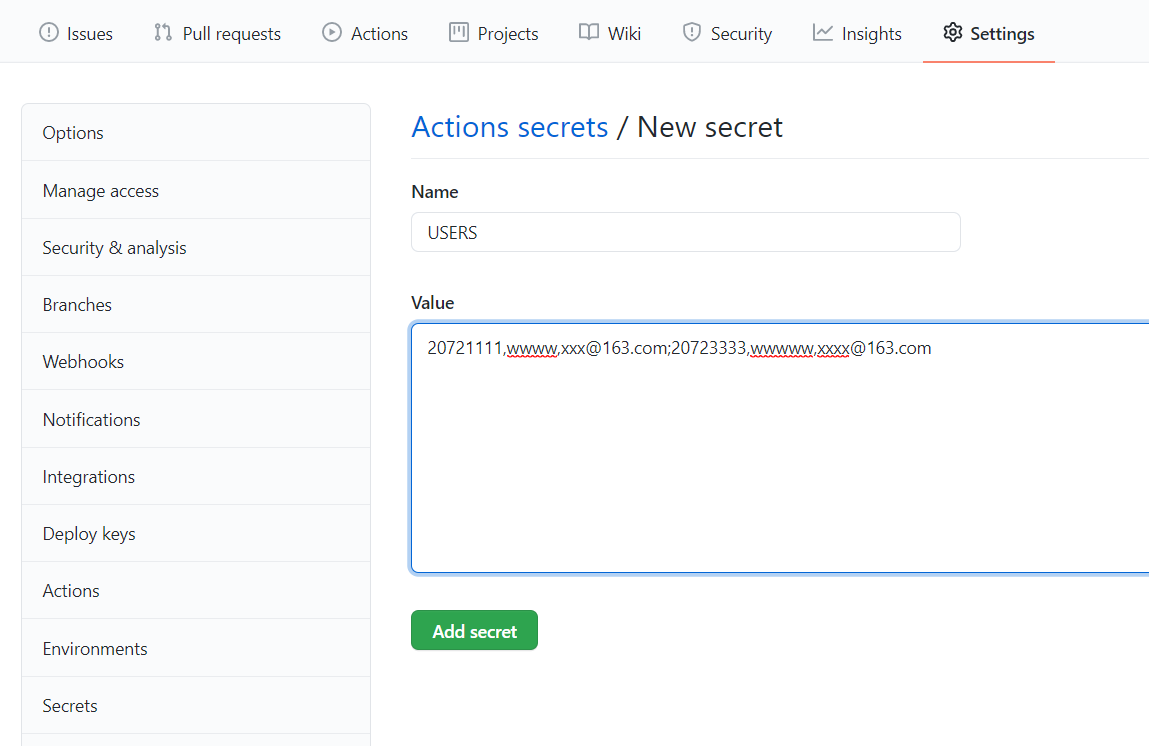 Issues Pull requests Actions Projects Wiki Security Insights Settings
Options
Manage access
Security & analysis
Branches
Webhooks
Notifications
Integrations
Deploy keys
Actions
Environments
Secrets
Actions secrets / New secret
Name
USERS
Value
20721111,wwww,xxx@163.com;20723333,wwwww,xxxx@163.com
Add secret